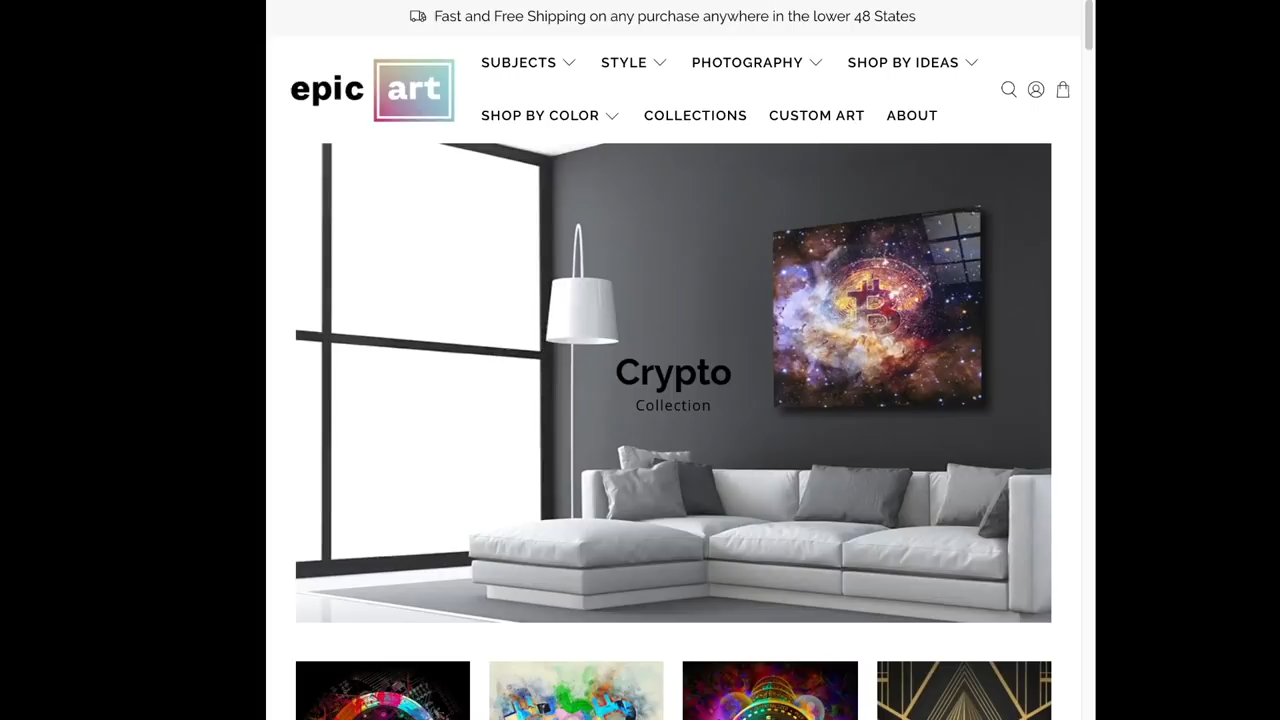 Fast and Free Shipping on any purchase anywhere in the lower 48 States
epic art
SUBJECTS STYLE PHOTOGRAPHY SHOP BY IDEAS
SHOP BY COLOR COLLECTIONS CUSTOM ART ABOUT
Crypto
Collection